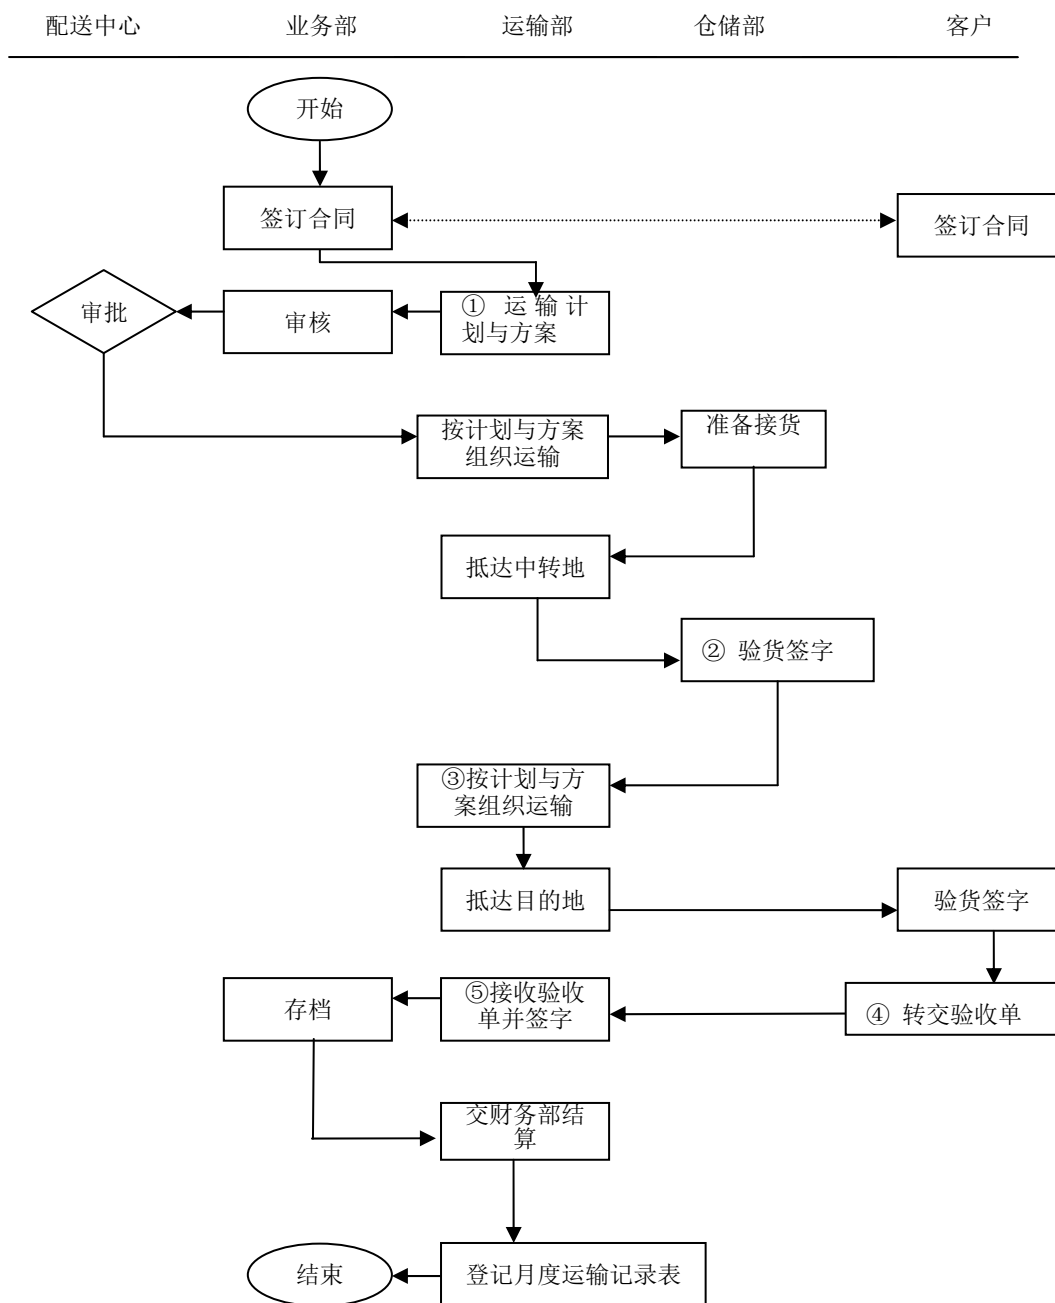 配送中心 业务部 运输部 仓储部 客户
开始
签订合同
签订合同
审批
审核
① 运输计
划与方案
按计划与方案
组织运输
准备接货
抵达中转地
② 验货签字
③按计划与方
案组织运输
抵达目的地
验货签字
存档
⑤接收验收
单并签字
④ 转交验收单
交财务部结
算
结束
登记月度运输记录表